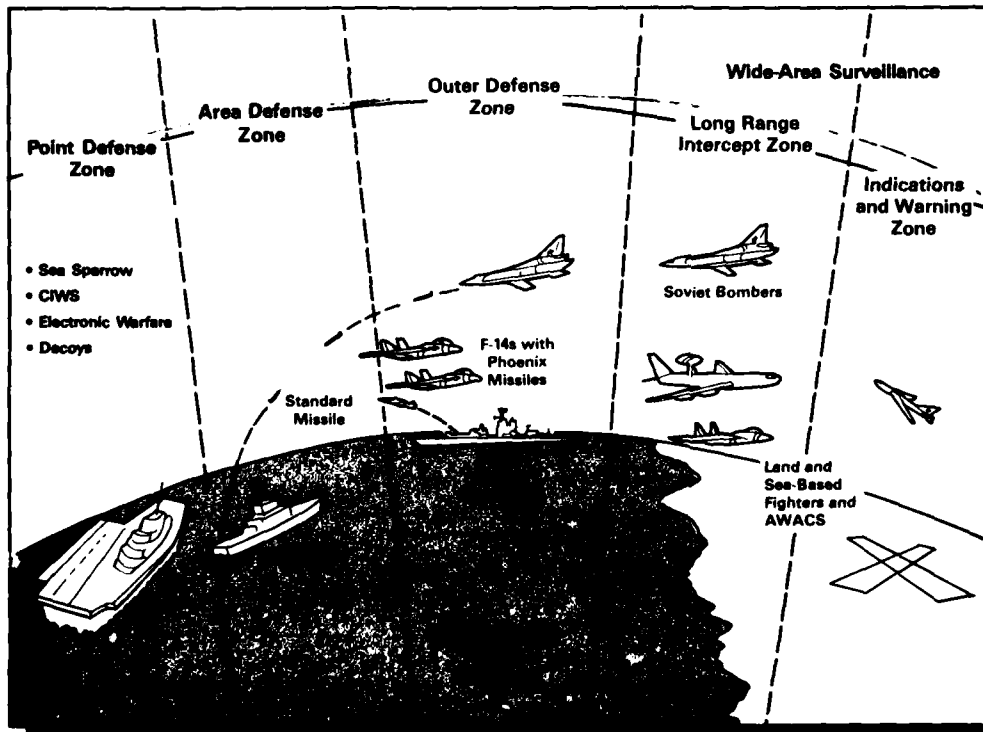 Wide-Area Surveillance
Point Defense
Zone
Area Defense
Zone
Outer Defense
Zone
Long Range
Intercept Zone
Indications
and Warning
Zone
• Sea Sparrow
• CIWS
• Electronic Warfare
• Decoys
Soviet Bombers
F-14s with
Phoenix
Missiles
Standard
Missile
Land and
Sea-Based
Fighters and
AWACS